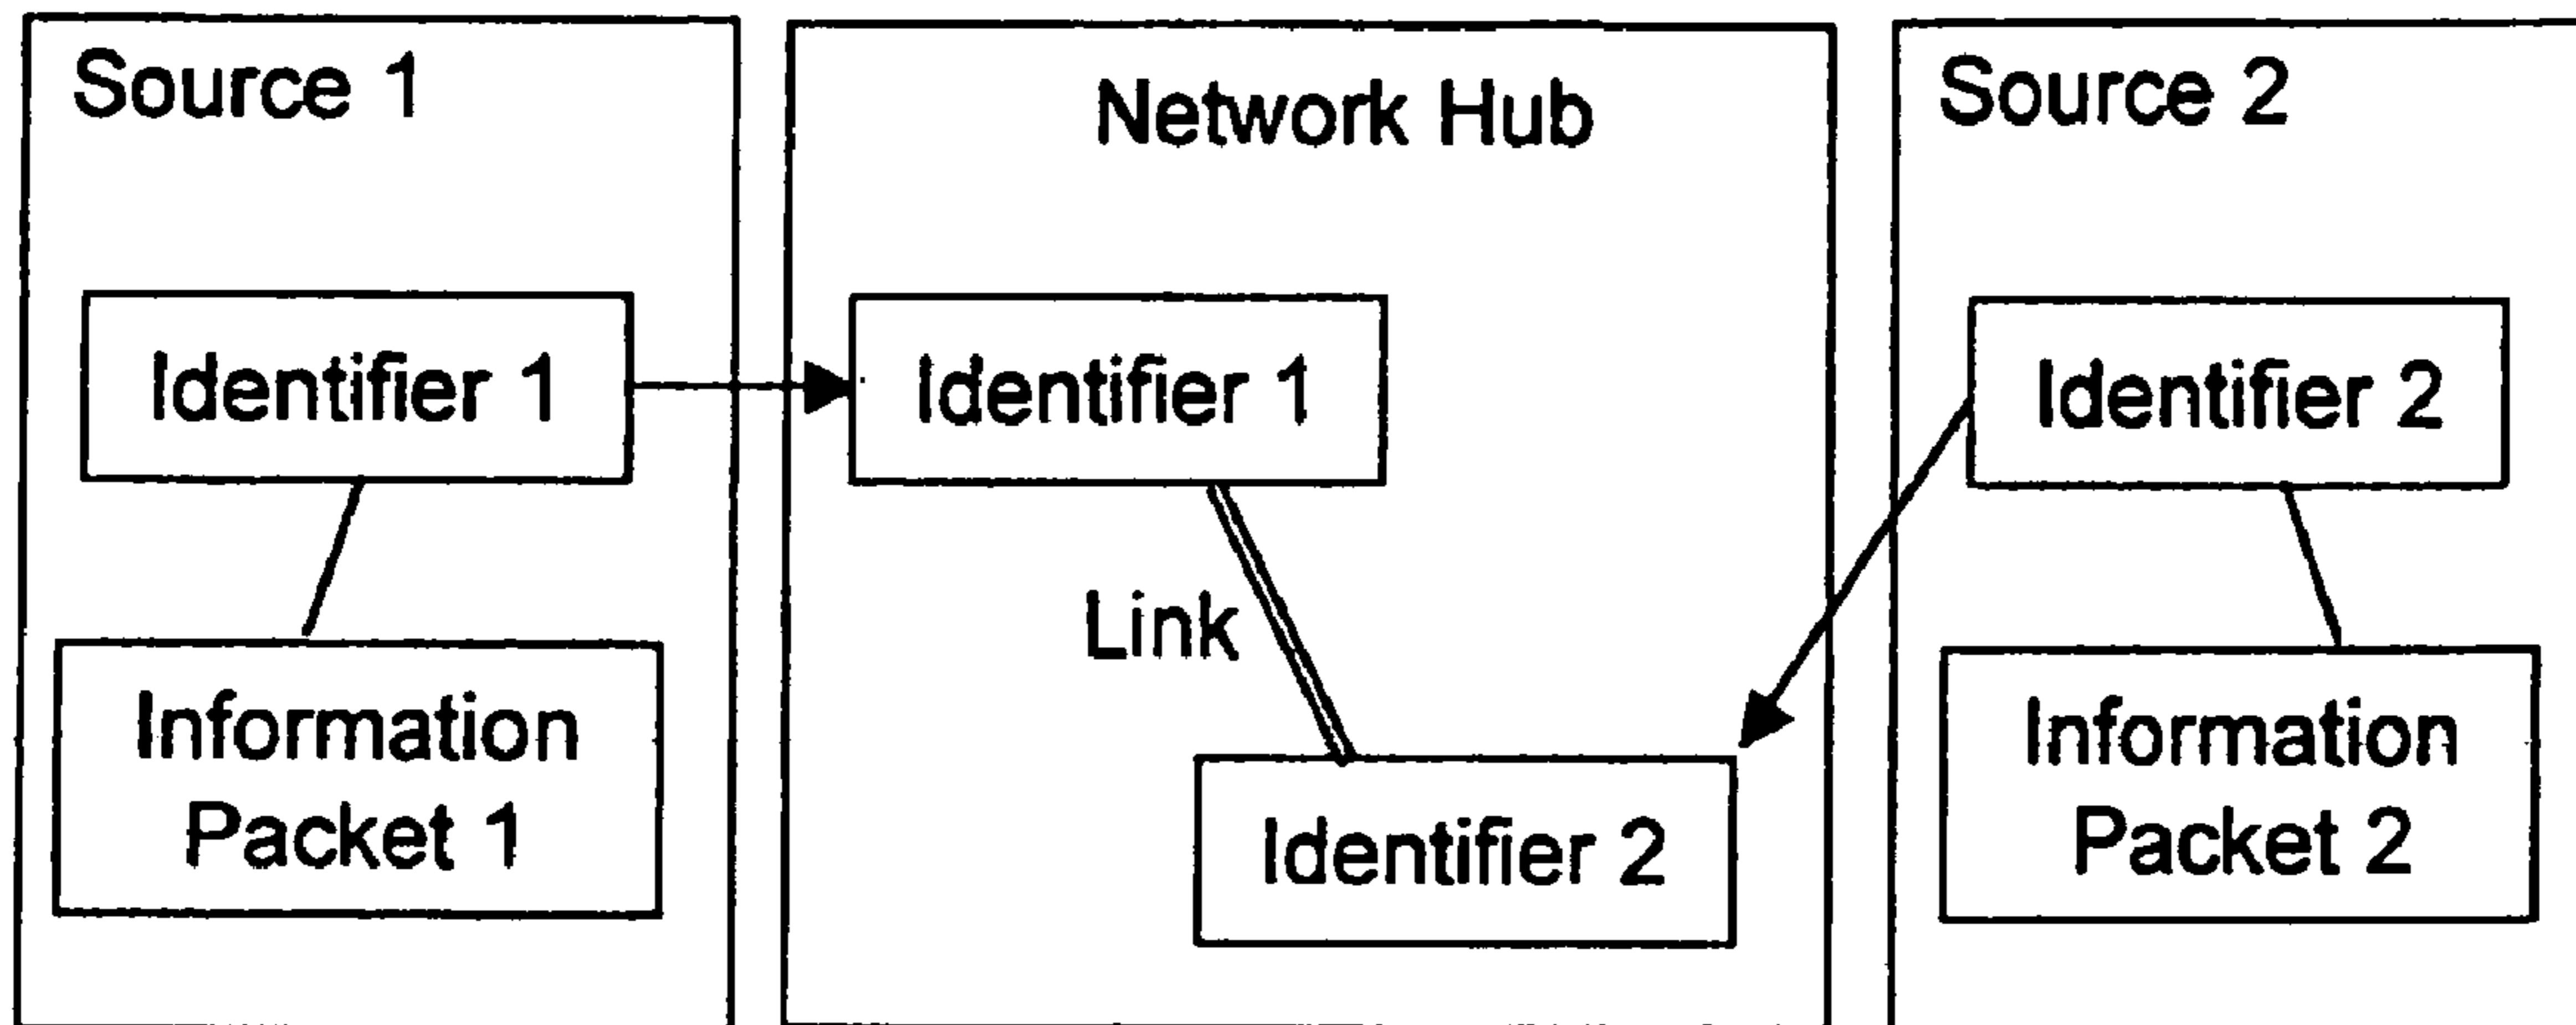 Source 1
Identifier 1
Information
Packet 1
Network Hub
Identifier 1
Link
Identifier 2
Source 2
Identifier 2
Information
Packet 2